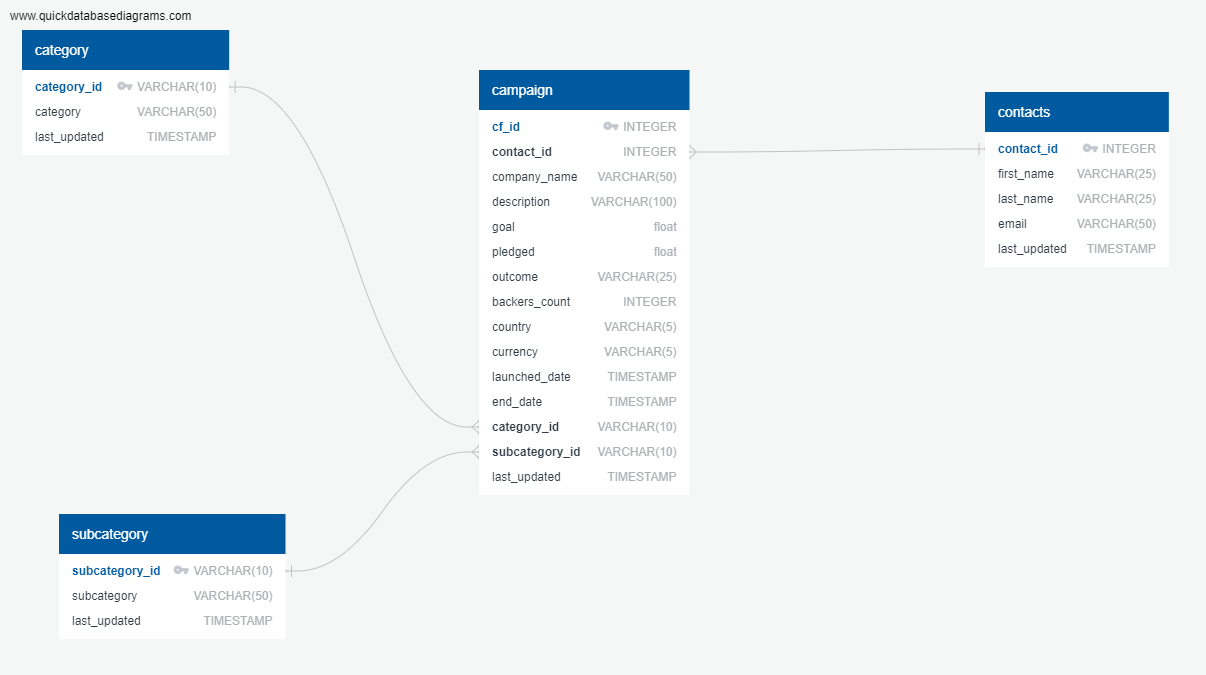 www.quickdatabasediagrams.com
category
category_id VARCHAR(10)
category VARCHAR(50)
last_updated TIMESTAMP
campaign
cf_id INTEGER
contact_id INTEGER
company_name VARCHAR(50)
description VARCHAR(100)
goal float
pledged float
outcome VARCHAR(25)
backers_count INTEGER
country VARCHAR(5)
currency VARCHAR(5)
launched_date TIMESTAMP
end_date TIMESTAMP
category_id VARCHAR(10)
subcategory_id VARCHAR(10)
last_updated TIMESTAMP
contacts
contact_id INTEGER
first_name VARCHAR(25)
last_name VARCHAR(25)
email VARCHAR(50)
last_updated TIMESTAMP
subcategory
subcategory_id VARCHAR(10)
subcategory VARCHAR(50)
last_updated TIMESTAMP